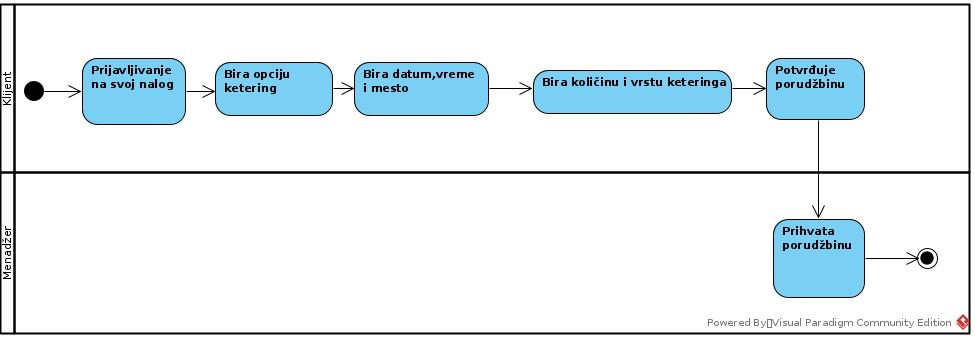 Klijent
Prijavljivanje
na svoj nalog
Bira opciju
ketering
Bira datum,vreme
i mesto
Bira količinu i vrstu keteringa
Potvrđuje
porudžbinu
Menadžer
Prihvata
porudžbinu
Powered By▯Visual Paradigm Community Edition